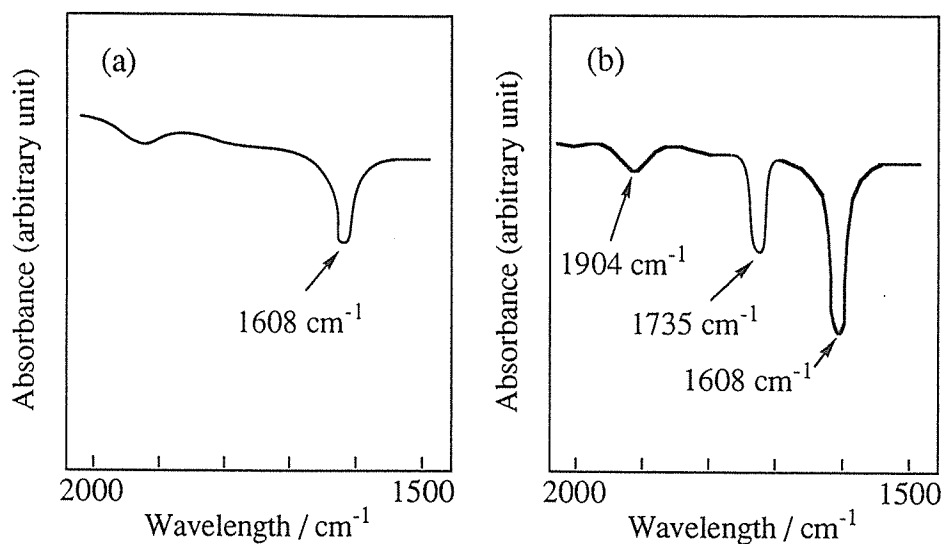 (a)
Absorbance (arbitrary unit)
1608 cm⁻¹
2000
1500
Wavelength / cm⁻¹
(b)
Absorbance (arbitrary unit)
1904 cm⁻¹
1735 cm⁻¹
1608 cm⁻¹
2000
1500
Wavelength / cm⁻¹